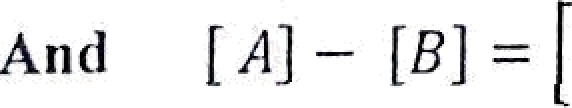 And [A] − [B] = [